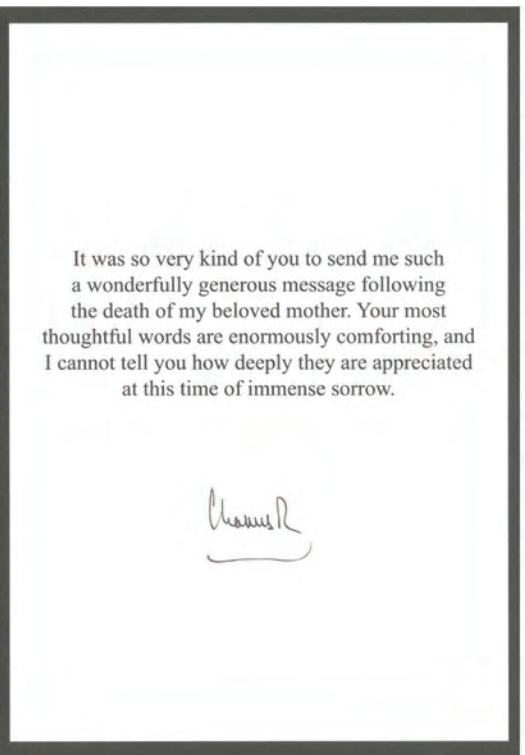 It was so very kind of you to send me such
a wonderfully generous message following
the death of my beloved mother. Your most
thoughtful words are enormously comforting, and
I cannot tell you how deeply they are appreciated
at this time of immense sorrow.
Charles R